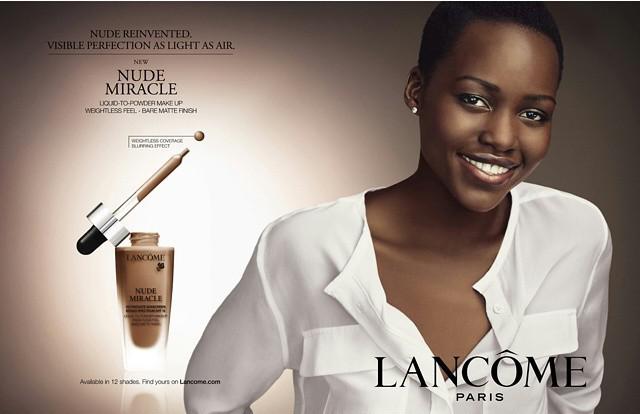 NUDE REINVENTED.
VISIBLE PERFECTION AS LIGHT AS AIR.
NEW
NUDE
MIRACLE
LIQUID-TO-POWDER MAKE UP
WEIGHTLESS FEEL - BARE MATTE FINISH
WEIGHTLESS COVERAGE
BLURRING EFFECT
LANCÔME
NUDE
MIRACLE
Available in 12 shades. Find yours on Lancome.com
LANCÔME
PARIS